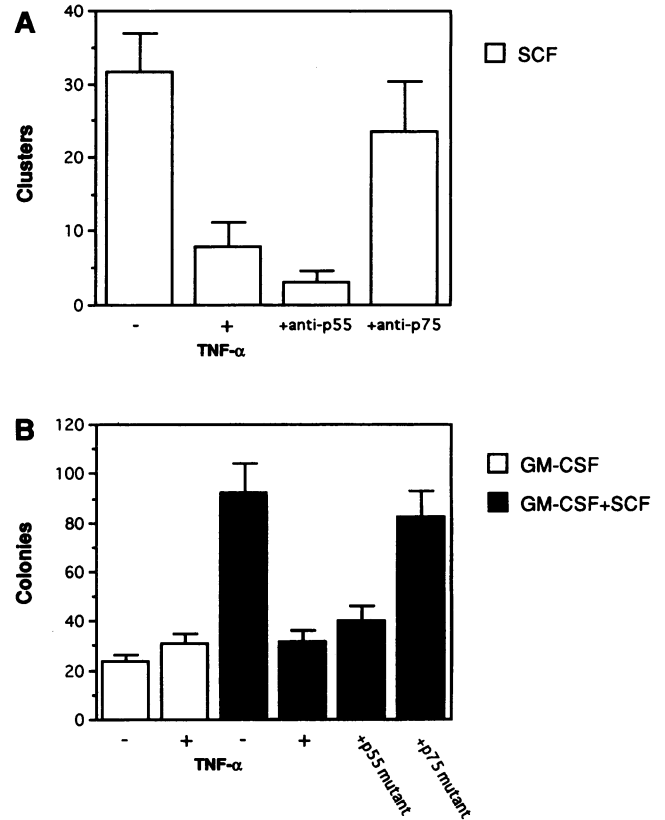 A
40
30
20
10
0
Clusters
- + +anti-p55 +anti-p75
TNF-α
SCF
B
120
100
80
60
40
20
0
Colonies
- + - + +p55 mutant +p75 mutant
TNF-α
GM-CSF
GM-CSF+SCF